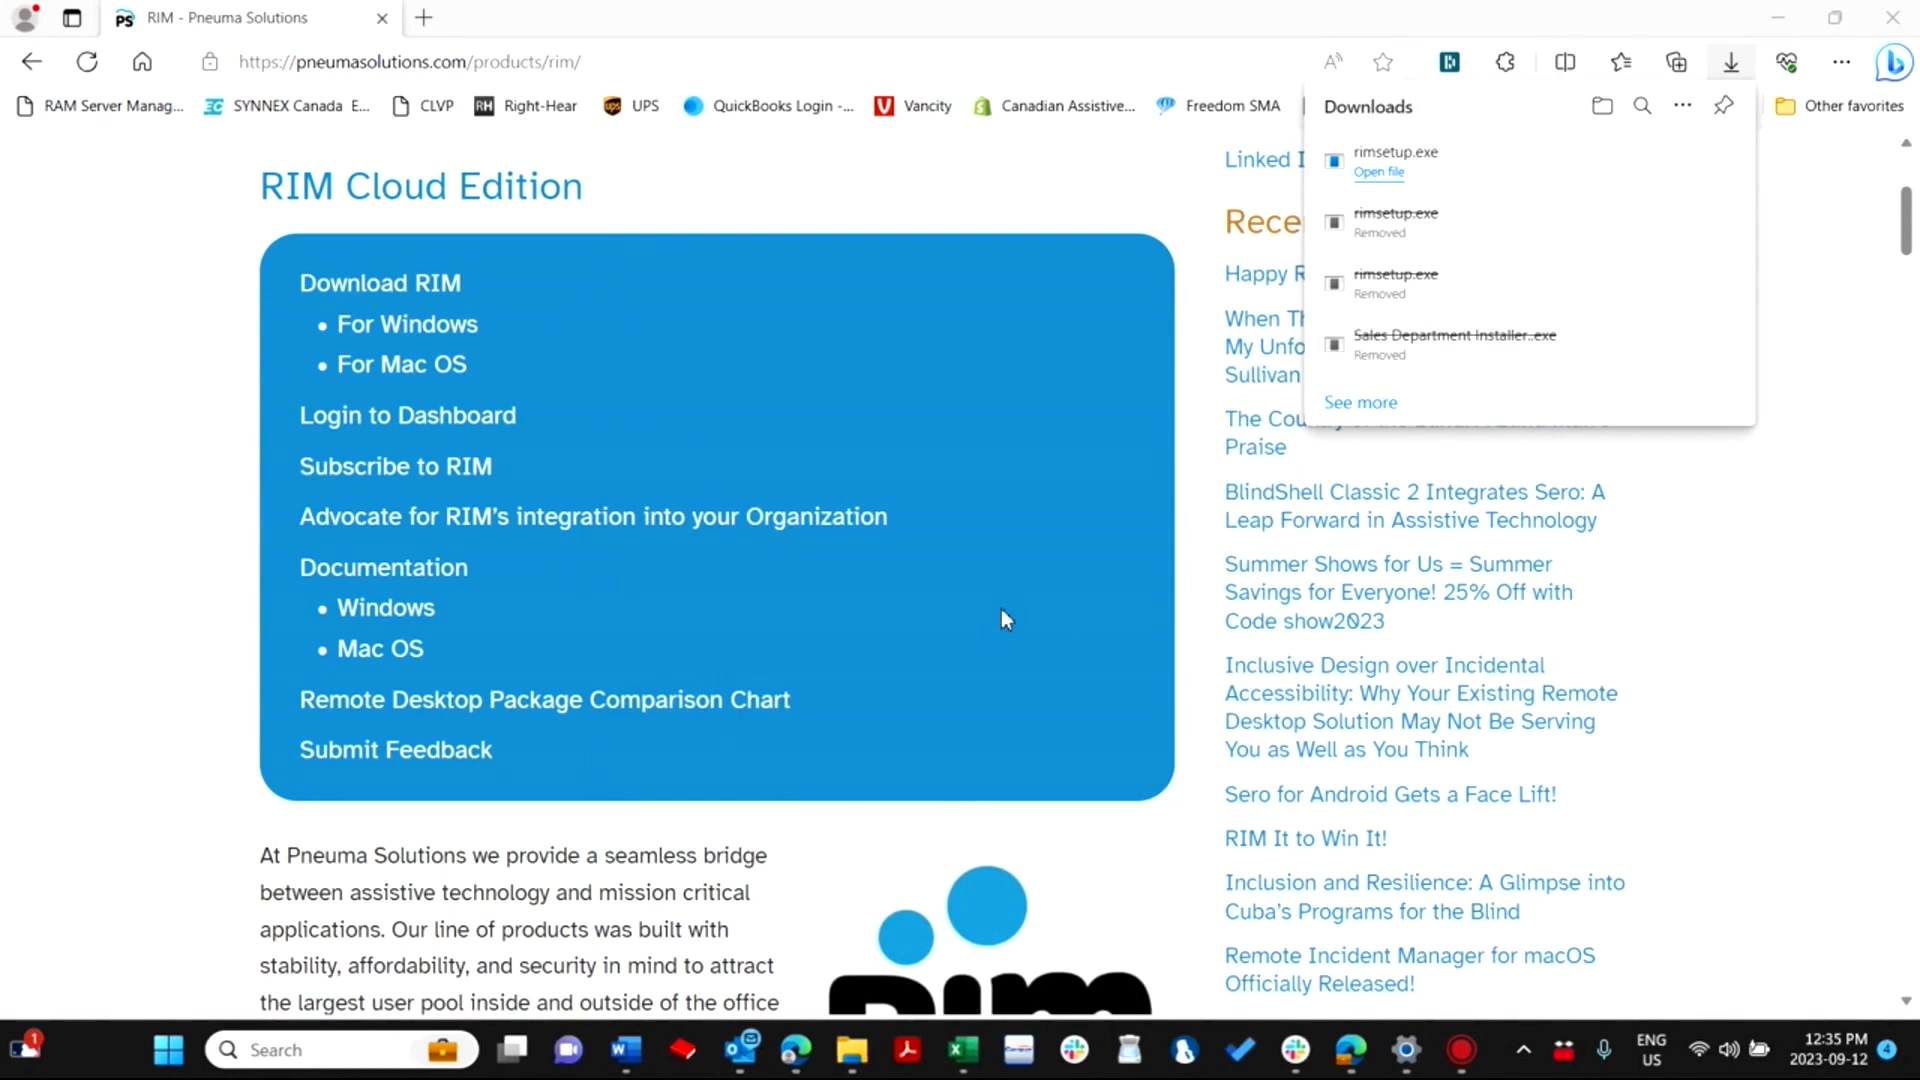 RIM - Pneuma Solutions
https://pneumasolutions.com/products/rim/
RAM Server Manag...
SYNNEX Canada E...
CLVP
RH Right-Hear
UPS
QuickBooks Login -...
Vancity
Canadian Assistive...
Freedom SMA
Other favorites
RIM Cloud Edition
Download RIM
• For Windows
• For Mac OS
Login to Dashboard
Subscribe to RIM
Advocate for RIM's integration into your Organization
Documentation
• Windows
• Mac OS
Remote Desktop Package Comparison Chart
Submit Feedback
At Pneuma Solutions we provide a seamless bridge
between assistive technology and mission critical
applications. Our line of products was built with
stability, affordability, and security in mind to attract
the largest user pool inside and outside of the office
Downloads
rimsetup.exe
Open file
rimsetup.exe
Removed
rimsetup.exe
Removed
Sales Department Installer..exe
Removed
See more
Linked
Rece
Happy
When
My Unfo
Sullivan
The
Praise
BlindShell Classic 2 Integrates Sero: A
Leap Forward in Assistive Technology
Summer Shows for Us = Summer
Savings for Everyone! 25% Off with
Code show2023
Inclusive Design over Incidental
Accessibility: Why Your Existing Remote
Desktop Solution May Not Be Serving
You as Well as You Think
Sero for Android Gets a Face Lift!
RIM It to Win It!
Inclusion and Resilience: A Glimpse into
Cuba's Programs for the Blind
Remote Incident Manager for macOS
Officially Released!
1
Search
ENG
US
12:35 PM
2023-09-12
4